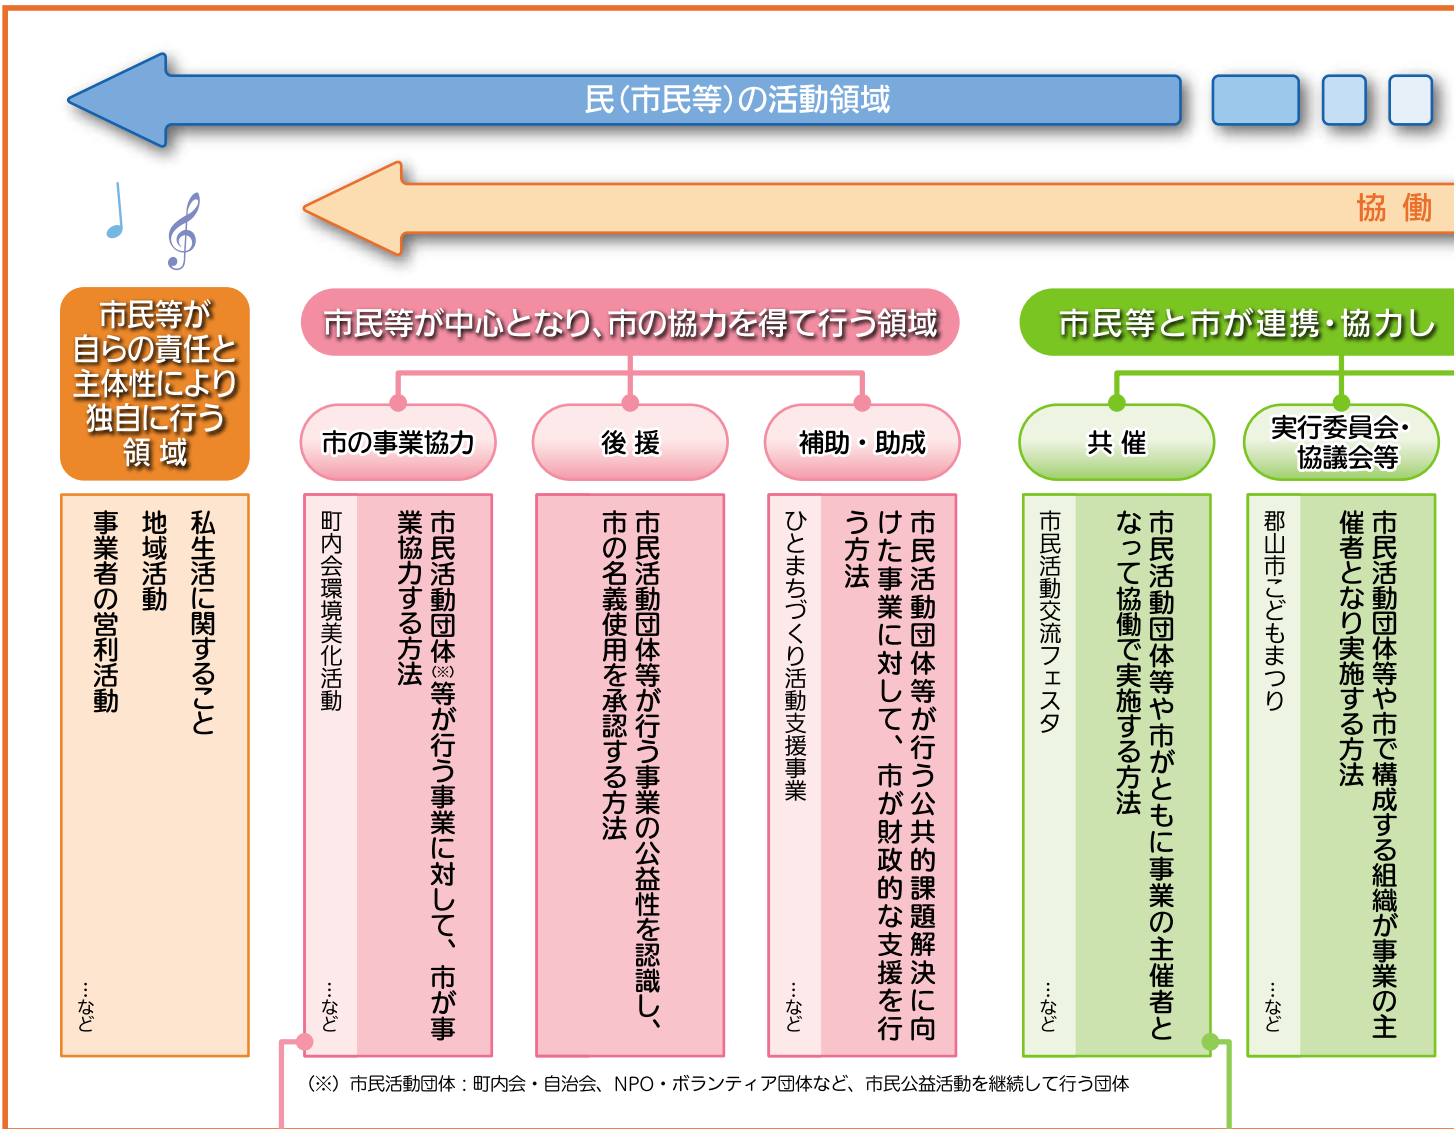 民(市民等)の活動領域
協 働
市民等が
自らの責任と
主体性により
独自に行う
領 域
私生活に関すること
地域活動
事業者の営利活動
…など
市民等が中心となり、市の協力を得て行う領域
市の事業協力
市民活動団体(※)等が行う事業に対して、市が事
業協力する方法
町内会環境美化活動
…など
後 援
市民活動団体等が行う事業の公益性を認識し、
市の名義使用を承認する方法
補助・助成
市民活動団体等が行う公共的課題解決に向
けた事業に対して、市が財政的な支援を行
う方法
ひとまちづくり活動支援事業
…など
市民等と市が連携・協力し
共 催
市民活動団体等や市がともに事業の主催者と
なって協働で実施する方法
市民活動交流フェスタ
…など
実行委員会・
協議会等
市民活動団体等や市で構成する組織が事業の主
催者となり実施する方法
郡山市こどもまつり
…など
(※) 市民活動団体：町内会・自治会、NPO・ボランティア団体など、市民公益活動を継続して行う団体